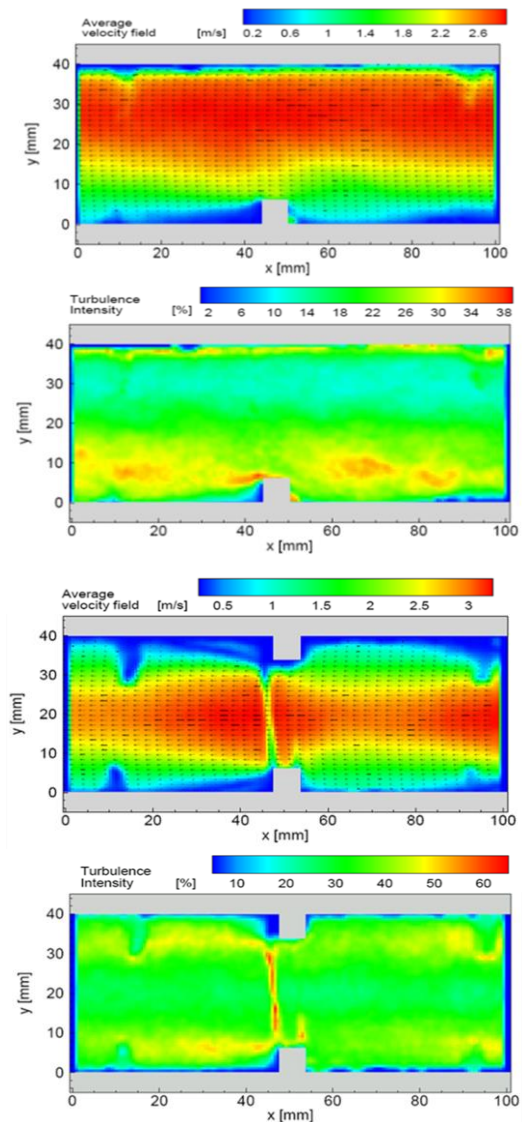 Average
velocity field [m/s] 0.2 0.6 1 1.4 1.8 2.2 2.6
40
30
20
10
0
y [mm]
0 20 40 60 80 100
x [mm]
Turbulence
Intensity [%] 2 6 10 14 18 22 26 30 34 38
40
30
20
10
0
y [mm]
0 20 40 60 80 100
x [mm]
Average
velocity field [m/s] 0.5 1 1.5 2 2.5 3
40
30
20
10
0
y [mm]
0 20 40 60 80 100
x [mm]
Turbulence
Intensity [%] 10 20 30 40 50 60
40
30
20
10
0
y [mm]
0 20 40 60 80 100
x [mm]